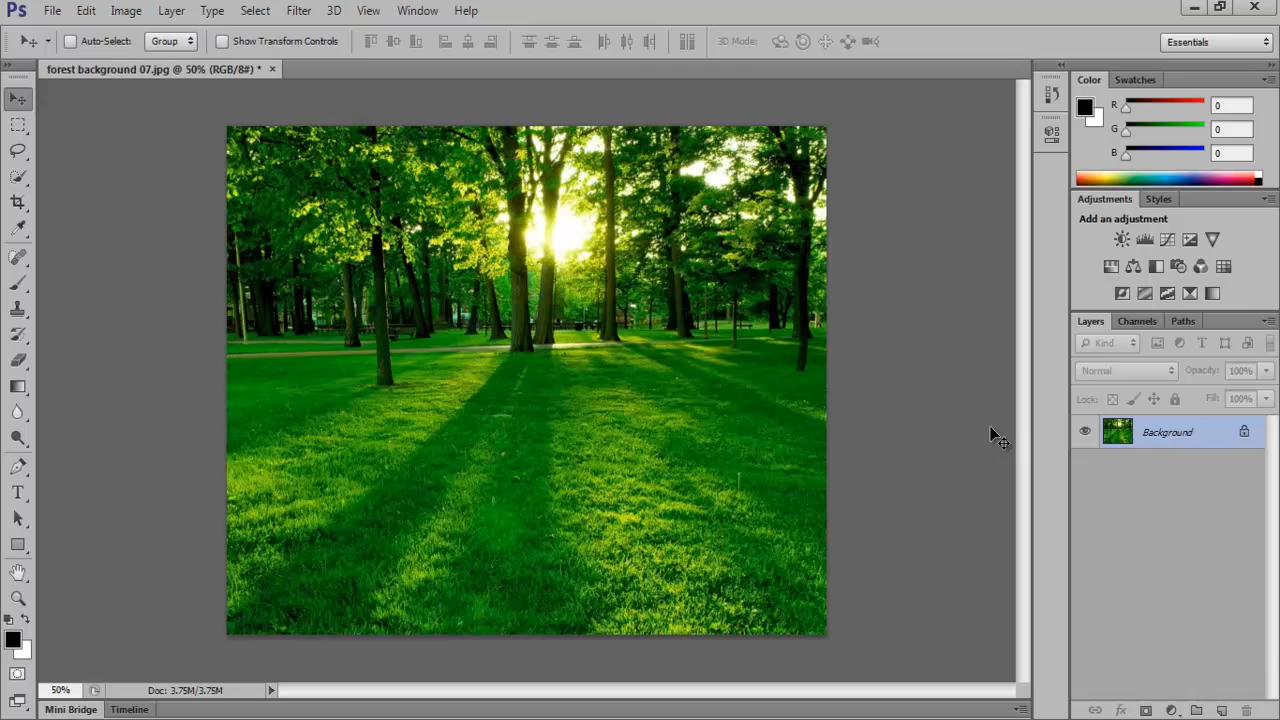 Ps File Edit Image Layer Type Select Filter 3D View Window Help
Auto-Select: Group Show Transform Controls 3D Mode: Essentials
forest background 07.jpg @ 50% (RGB/8#) * ×
Color Swatches
R 0
G 0
B 0
Adjustments Styles
Add an adjustment
Layers Channels Paths
Kind
Normal Opacity: 100%
Lock: Fill: 100%
Background
50% Doc: 3.75M/3.75M
Mini Bridge Timeline